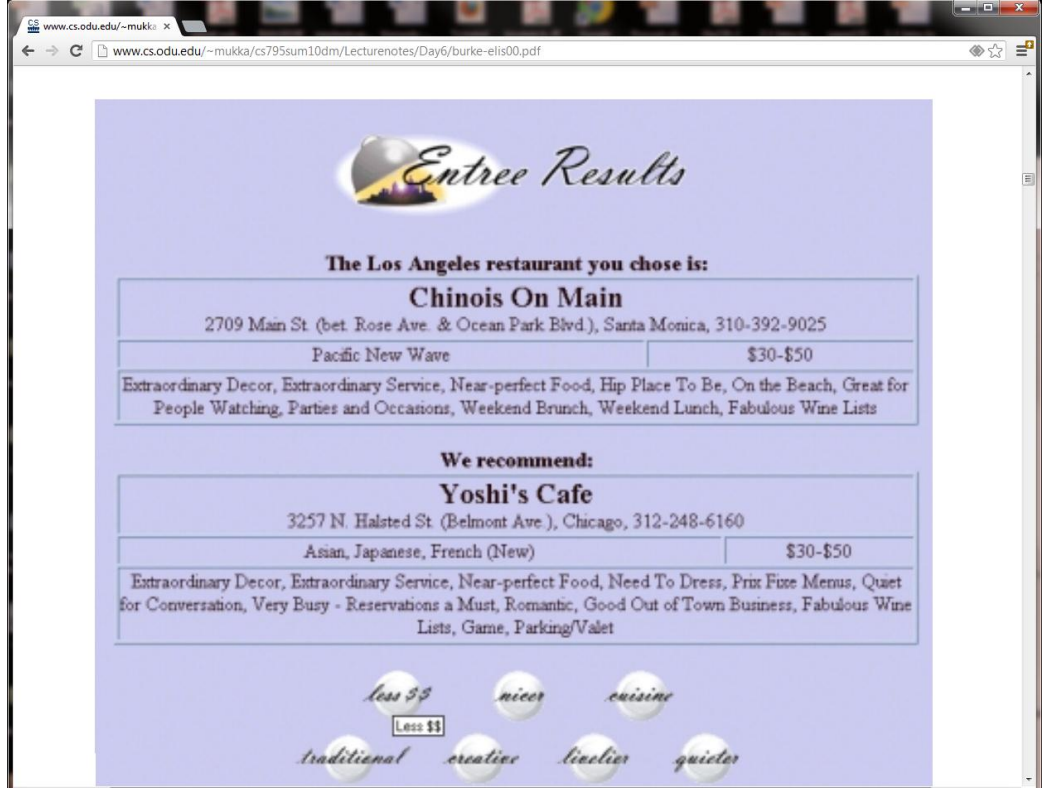 CS
www.cs.odu.edu/~mukka
www.cs.odu.edu/~mukka/cs795sum10dm/Lecturenotes/Day6/burke-elis00.pdf
Entree Results
The Los Angeles restaurant you chose is:
Chinois On Main
2709 Main St. (bet. Rose Ave. & Ocean Park Blvd.), Santa Monica, 310-392-9025
Pacific New Wave $30-$50
Extraordinary Decor, Extraordinary Service, Near-perfect Food, Hip Place To Be, On the Beach, Great for
People Watching, Parties and Occasions, Weekend Brunch, Weekend Lunch, Fabulous Wine Lists
We recommend:
Yoshi's Cafe
3257 N. Halsted St. (Belmont Ave.), Chicago, 312-248-6160
Asian, Japanese, French (New) $30-$50
Extraordinary Decor, Extraordinary Service, Near-perfect Food, Need To Dress, Prix Fixe Menus, Quiet
for Conversation, Very Busy - Reservations a Must, Romantic, Good Out of Town Business, Fabulous Wine
Lists, Game, Parking/Valet
less $$ nicer cuisine
Less $$
traditional creative livelier quieter